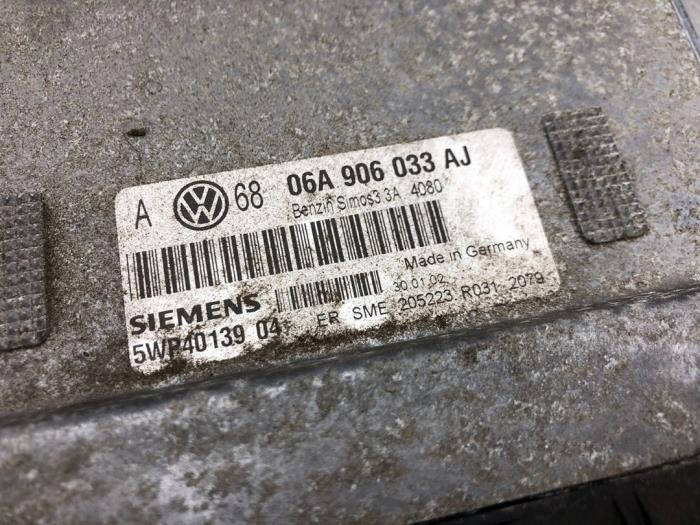 A VW 68 06A 906 033 AJ
Benzin Simos3 3A 4080
Made in Germany
SIEMENS 30.01.02
5WP40139 04 ER SME 205223 R031 2079